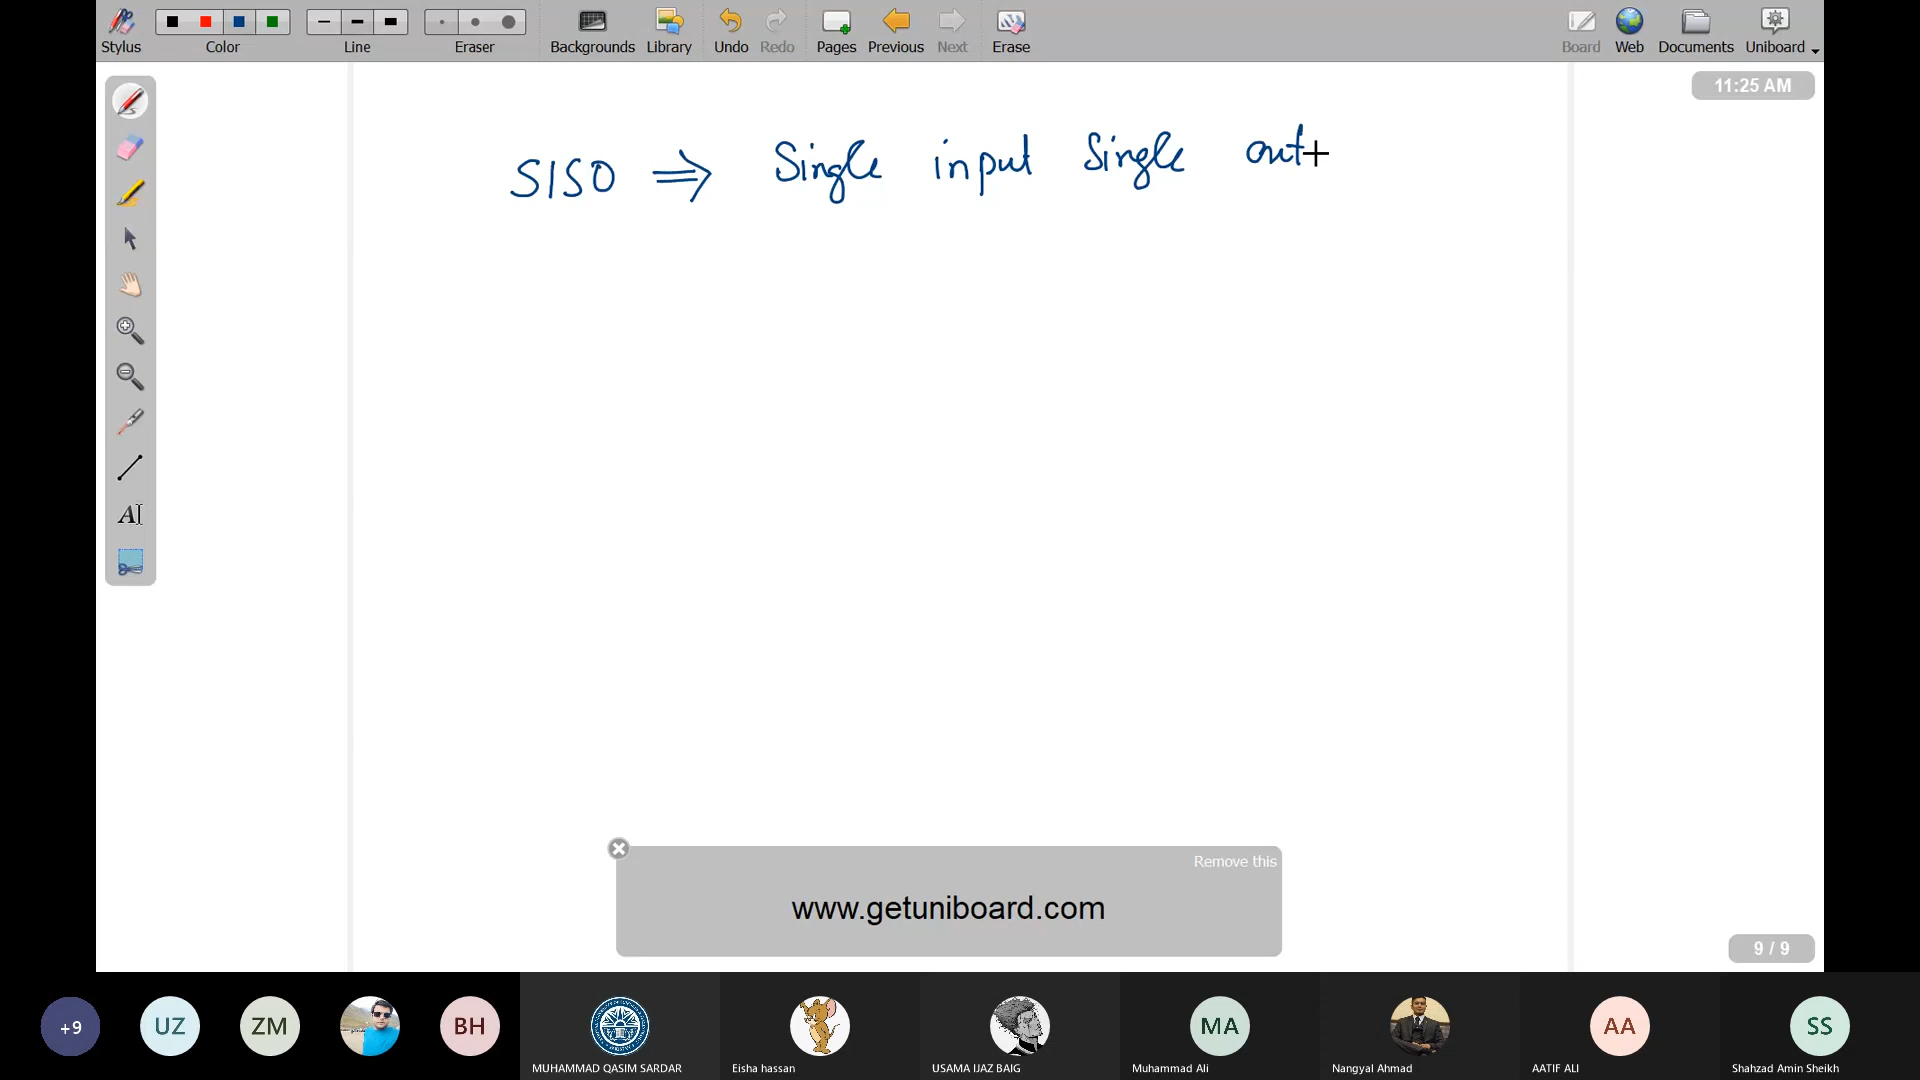 Stylus Color Line Eraser Backgrounds Library Undo Redo Pages Previous Next Erase Board Web Documents Uniboard
11:25 AM
SISO ⇒ Single input Single out
A
Remove this
www.getuniboard.com
9 / 9
+9 UZ ZM BH MA AA SS
MUHAMMAD QASIM SARDAR Eisha hassan USAMA IJAZ BAIG Muhammad Ali Nangyal Ahmad AATIF ALI Shahzad Amin Sheikh